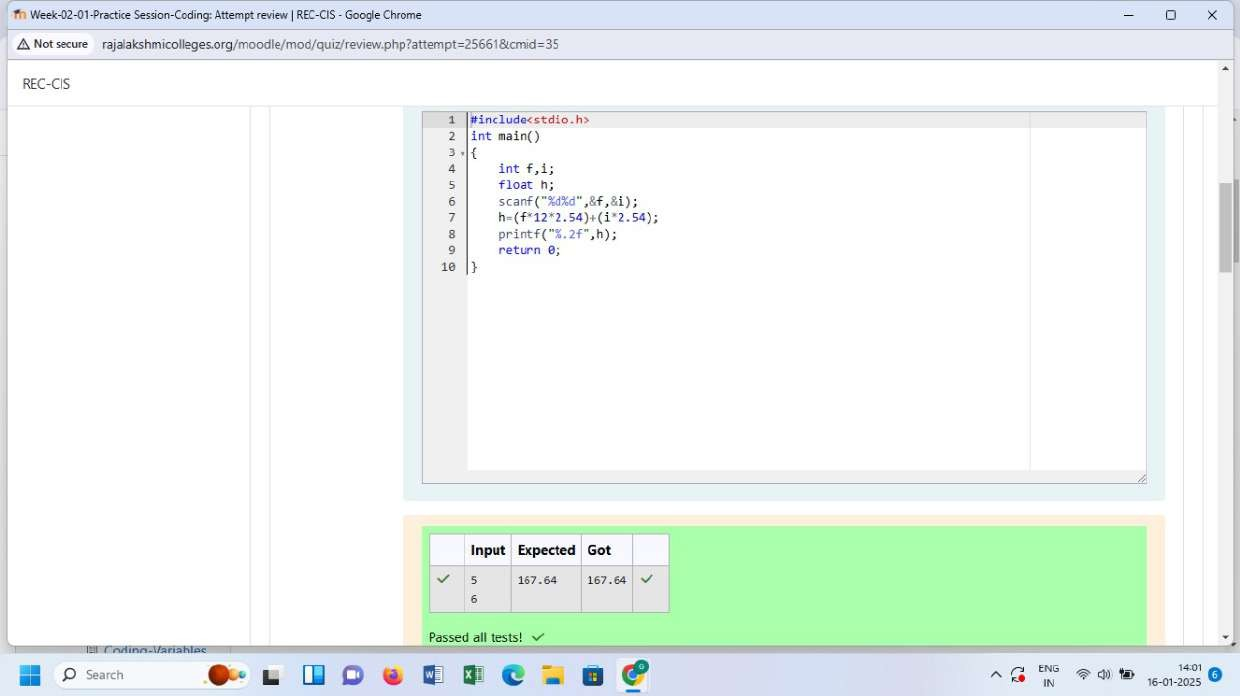 Week-02-01-Practice Session-Coding: Attempt review | REC-CIS - Google Chrome
Not secure rajalakshmicolleges.org/moodle/mod/quiz/review.php?attempt=25661&cmid=35
REC-CIS
1 #include<stdio.h>
2 int main()
3 {
4 int f,i;
5 float h;
6 scanf("%d%d",&f,&i);
7 h=(f*12*2.54)+(i*2.54);
8 printf("%.2f",h);
9 return 0;
10 }
Input Expected Got
5 167.64 167.64
6
Passed all tests!
Coding-Variables
Search
ENG
IN
14:01
16-01-2025
6